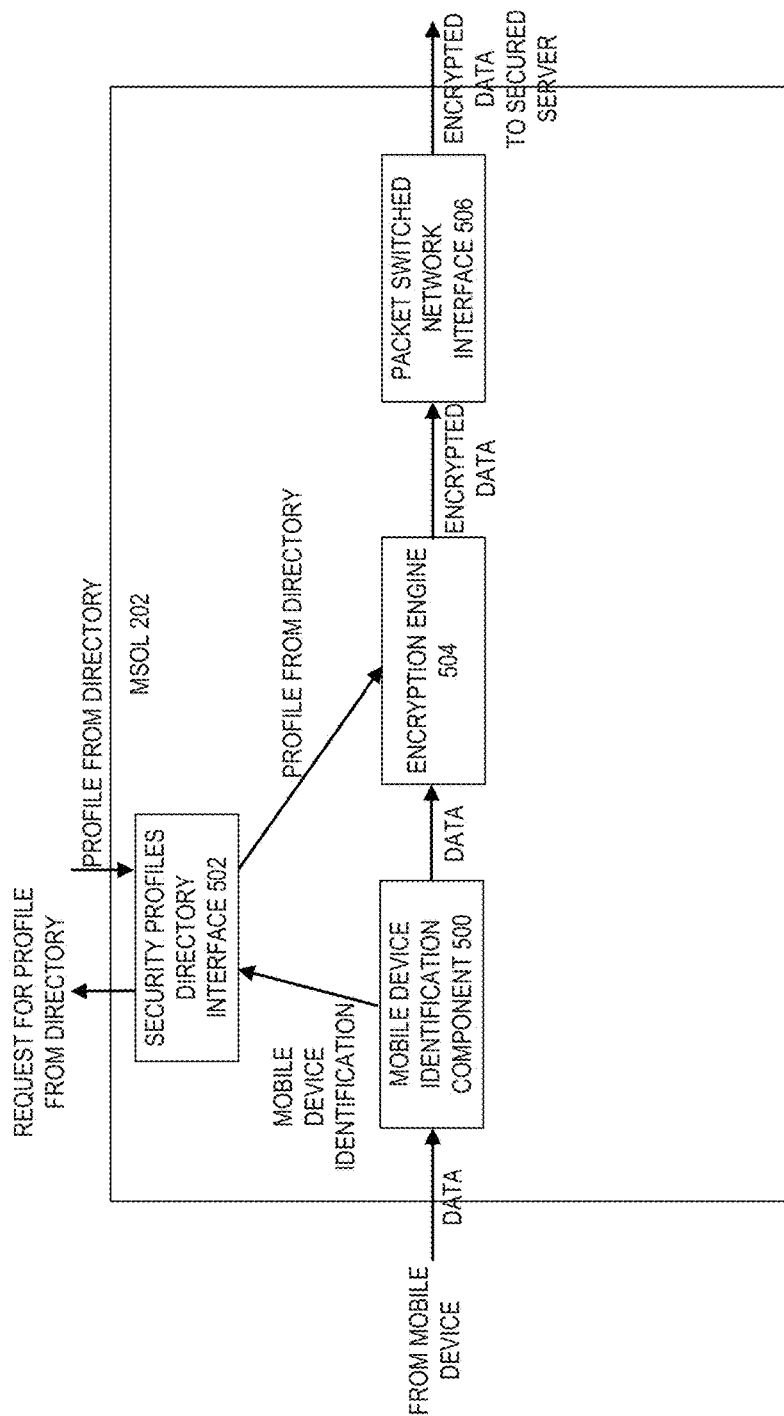 REQUEST FOR PROFILE
FROM DIRECTORY
PROFILE FROM DIRECTORY
MSOL 202
SECURITY PROFILES
DIRECTORY
INTERFACE 502
PROFILE FROM DIRECTORY
MOBILE
DEVICE
IDENTIFICATION
FROM MOBILE
DEVICE
DATA
MOBILE DEVICE
IDENTIFICATION
COMPONENT 500
DATA
ENCRYPTION ENGINE
504
ENCRYPTED
DATA
PACKET SWITCHED
NETWORK
INTERFACE 506
ENCRYPTED
DATA
TO SECURED
SERVER